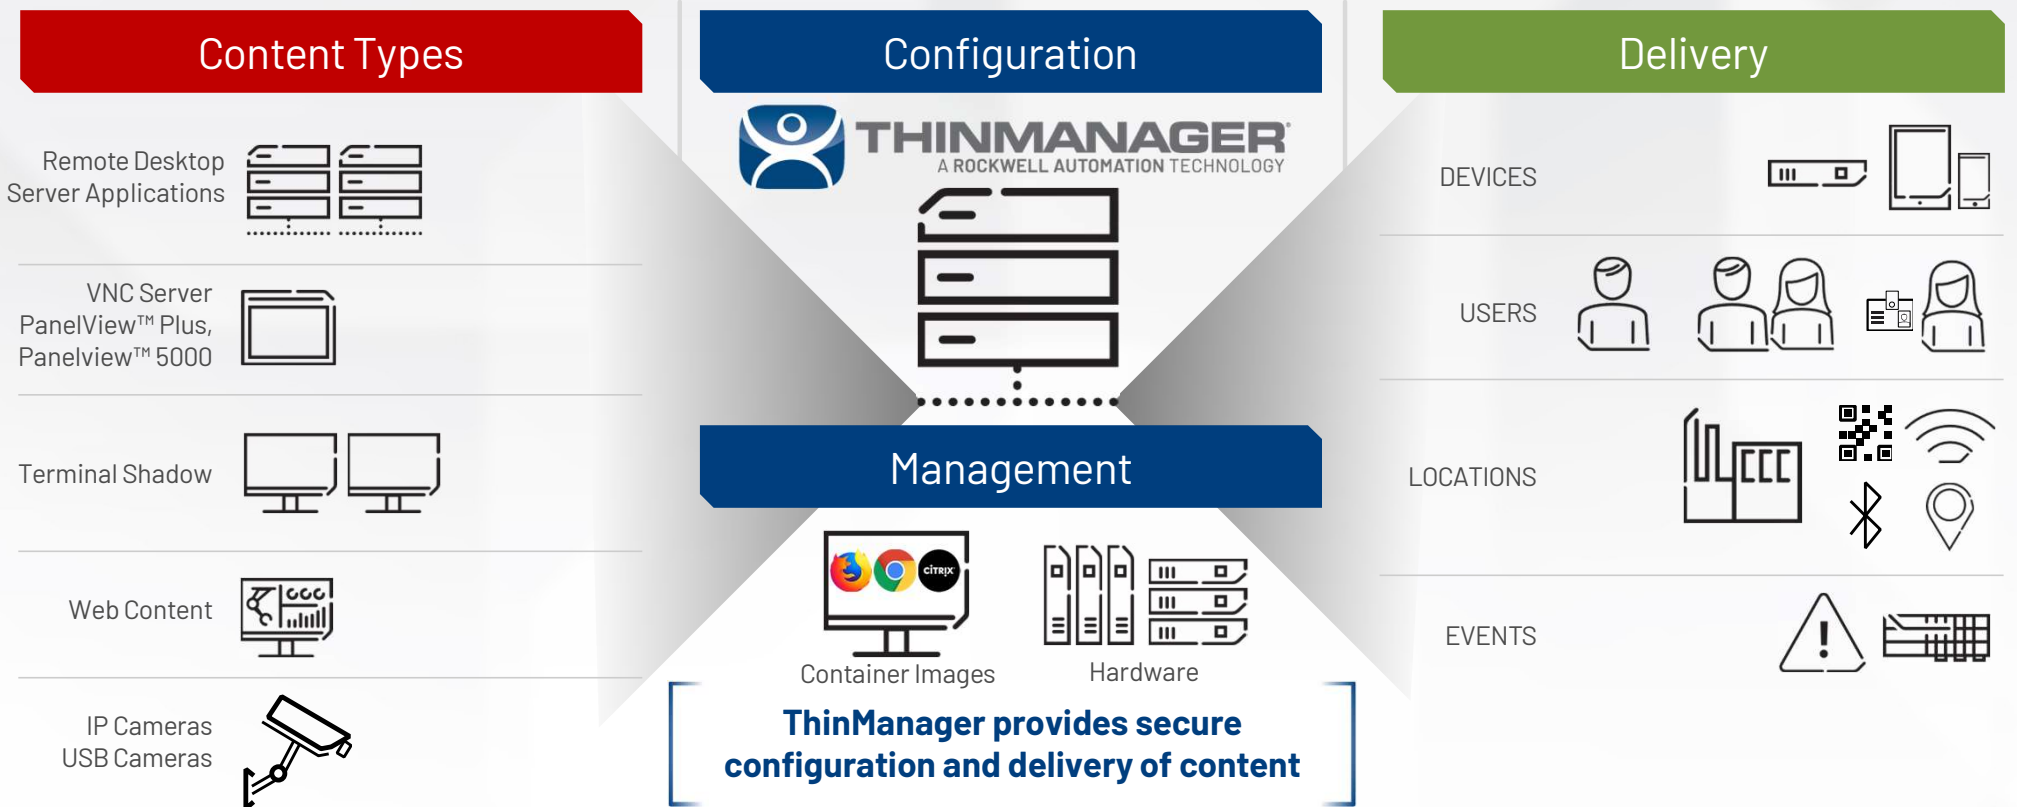 Content Types
Remote Desktop
Server Applications
VNC Server
PanelView™ Plus,
Panelview™ 5000
Terminal Shadow
Web Content
IP Cameras
USB Cameras
Configuration
THINMANAGER®
A ROCKWELL AUTOMATION TECHNOLOGY
Management
CITRIX
Container Images
Hardware
ThinManager provides secure
configuration and delivery of content
Delivery
DEVICES
USERS
LOCATIONS
EVENTS